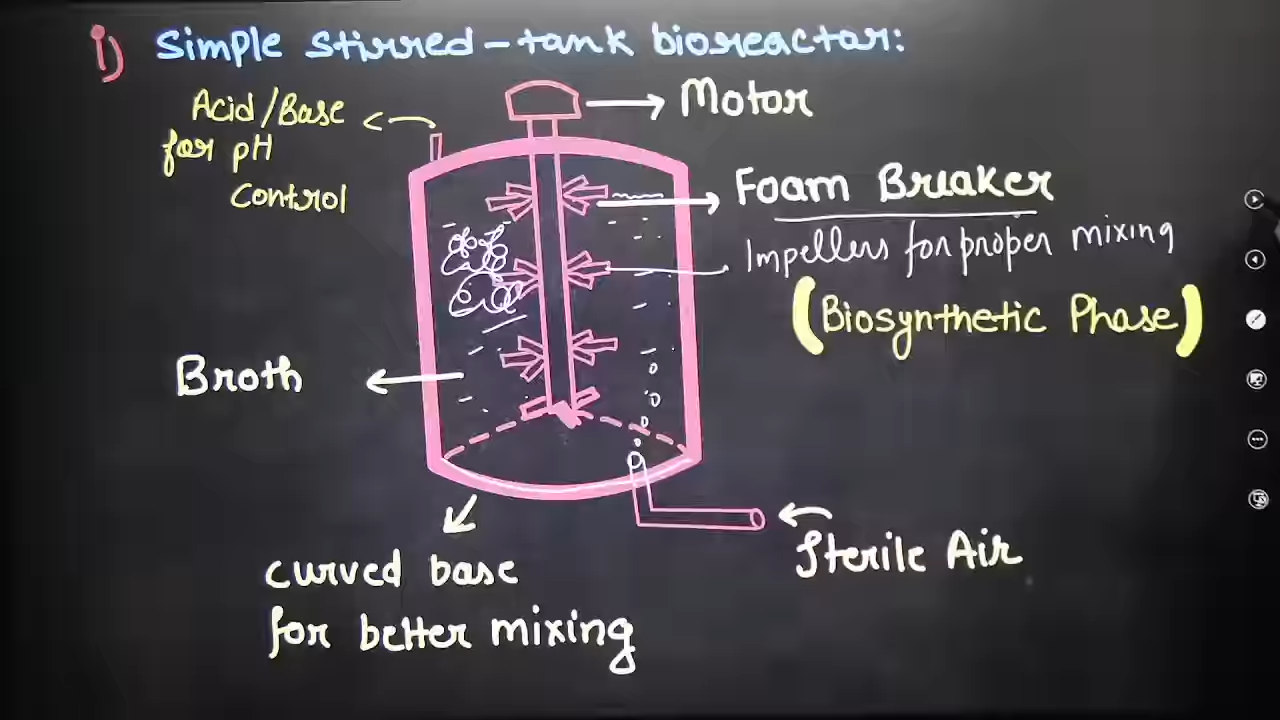 i) Simple stirred-tank bioreactor:
Acid/Base
for pH
control
Motor
Foam Breaker
Impellers for proper mixing
(Biosynthetic Phase)
Broth
Sterile Air
curved base
for better mixing